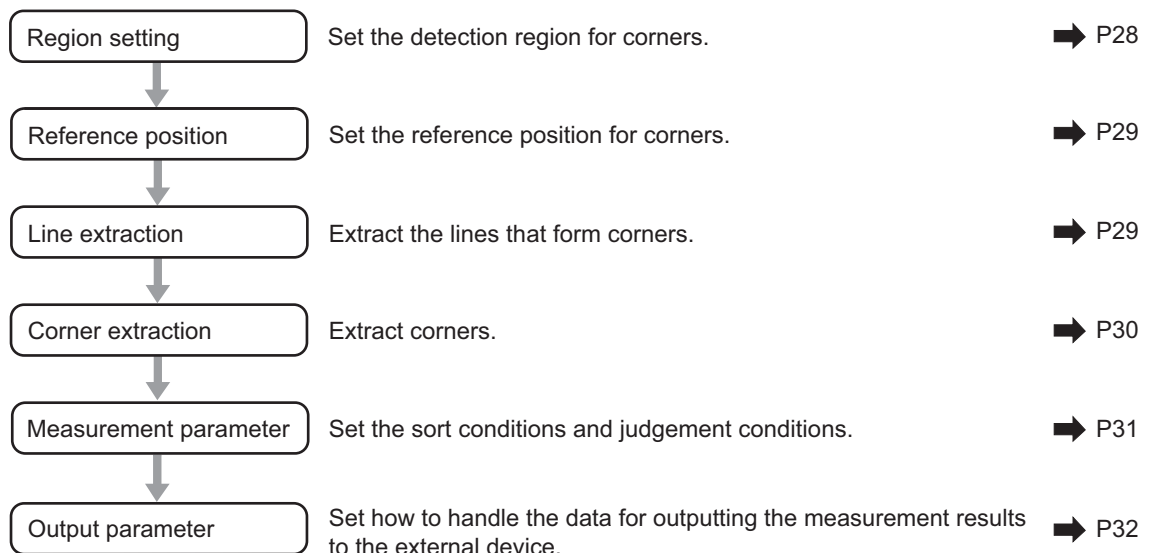 Region setting Set the detection region for corners. P28
Reference position Set the reference position for corners. P29
Line extraction Extract the lines that form corners. P29
Corner extraction Extract corners. P30
Measurement parameter Set the sort conditions and judgement conditions. P31
Output parameter Set how to handle the data for outputting the measurement results P32
to the external device.